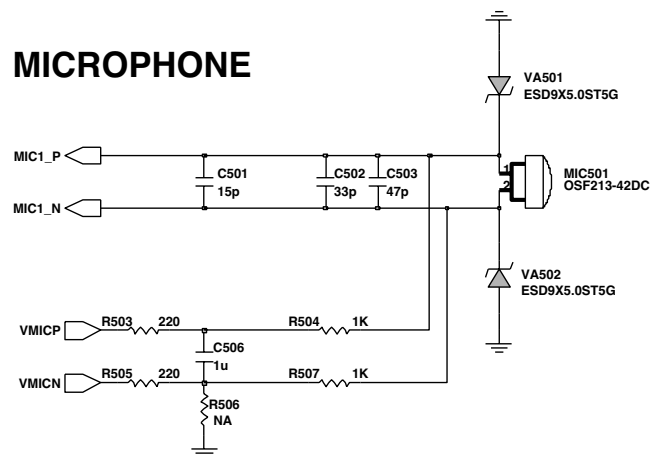 MICROPHONE
VA501
ESD9X5.0ST5G
MIC1_P
C501
15p
C502
33p
C503
47p
1
2
MIC501
OSF213-42DC
MIC1_N
VA502
ESD9X5.0ST5G
VMICP
R503 220
R504 1K
C506
1u
VMICN
R505 220
R507 1K
R506
NA